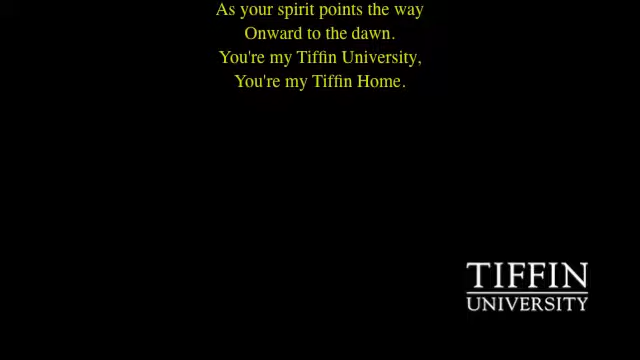 As your spirit points the way
Onward to the dawn.
You're my Tiffin University,
You're my Tiffin Home.
TIFFIN
UNIVERSITY